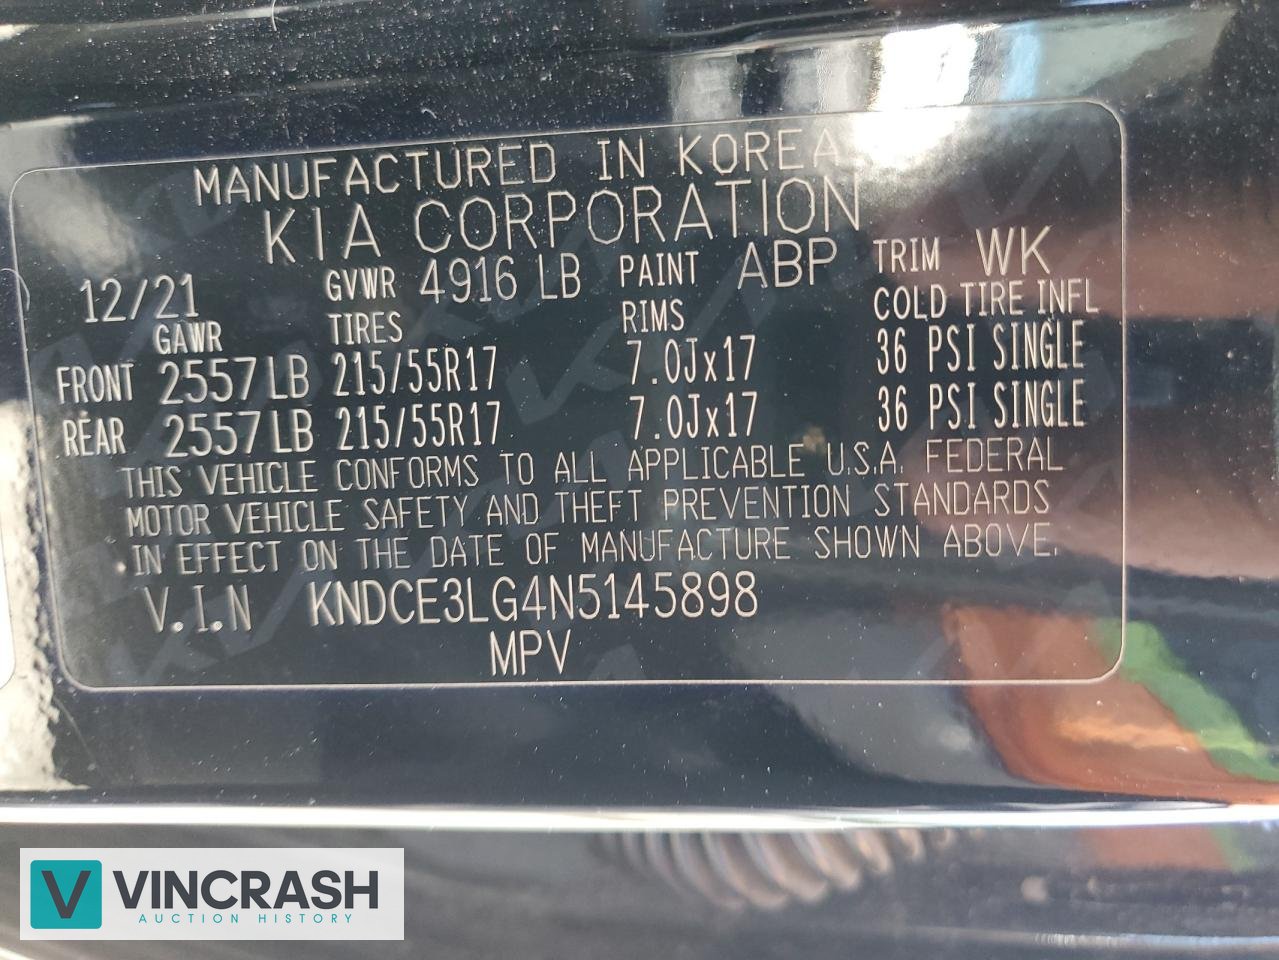 MANUFACTURED IN KOREA
KIA CORPORATION
12/21 GVWR 4916 LB PAINT ABP TRIM WK
GAWR TIRES RIMS COLD TIRE INFL
FRONT 2557LB 215/55R17 7.0Jx17 36 PSI SINGLE
REAR 2557LB 215/55R17 7.0Jx17 36 PSI SINGLE
THIS VEHICLE CONFORMS TO ALL APPLICABLE U.S.A. FEDERAL
MOTOR VEHICLE SAFETY AND THEFT PREVENTION STANDARDS
IN EFFECT ON THE DATE OF MANUFACTURE SHOWN ABOVE.
V.I.N KNDCE3LG4N5145898
MPV
V VINCRASH
AUCTION HISTORY